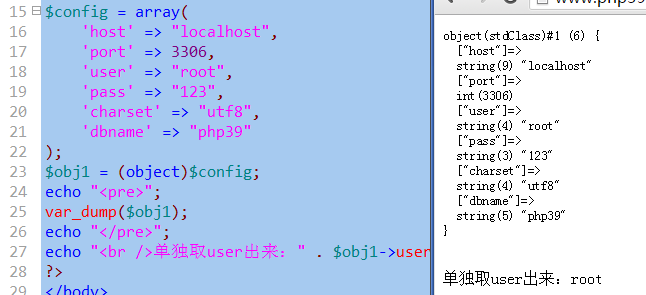 15 $config = array(
16 'host' => "localhost",
17 'port' => 3306,
18 'user' => "root",
19 'pass' => "123",
20 'charset' => "utf8",
21 'dbname' => "php39"
22 );
23 $obj1 = (object)$config;
24 echo "<pre>";
25 var_dump($obj1);
26 echo "</pre>";
27 echo "<br />单独取user出来：" . $obj1->user
28 ?>
29 </body>
object(stdClass)#1 (6) {
["host"]=>
string(9) "localhost"
["port"]=>
int(3306)
["user"]=>
string(4) "root"
["pass"]=>
string(3) "123"
["charset"]=>
string(4) "utf8"
["dbname"]=>
string(5) "php39"
}
单独取user出来：root